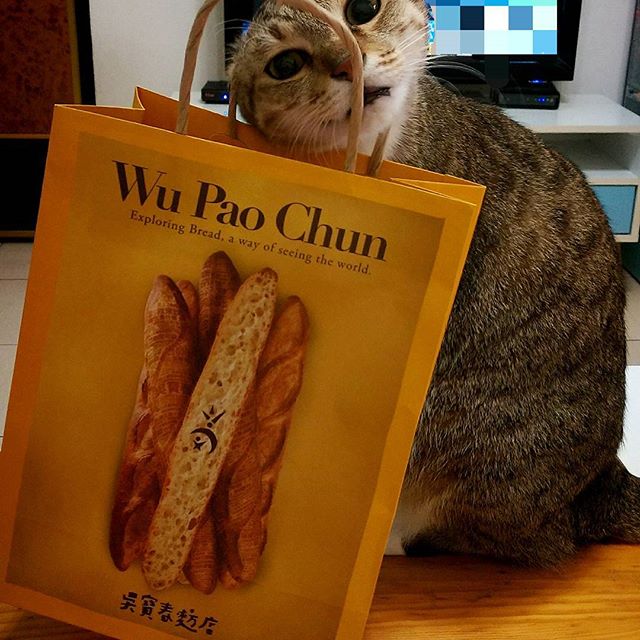 Wu Pao Chun
Exploring Bread, a way of seeing the world.
吳寶春麵店